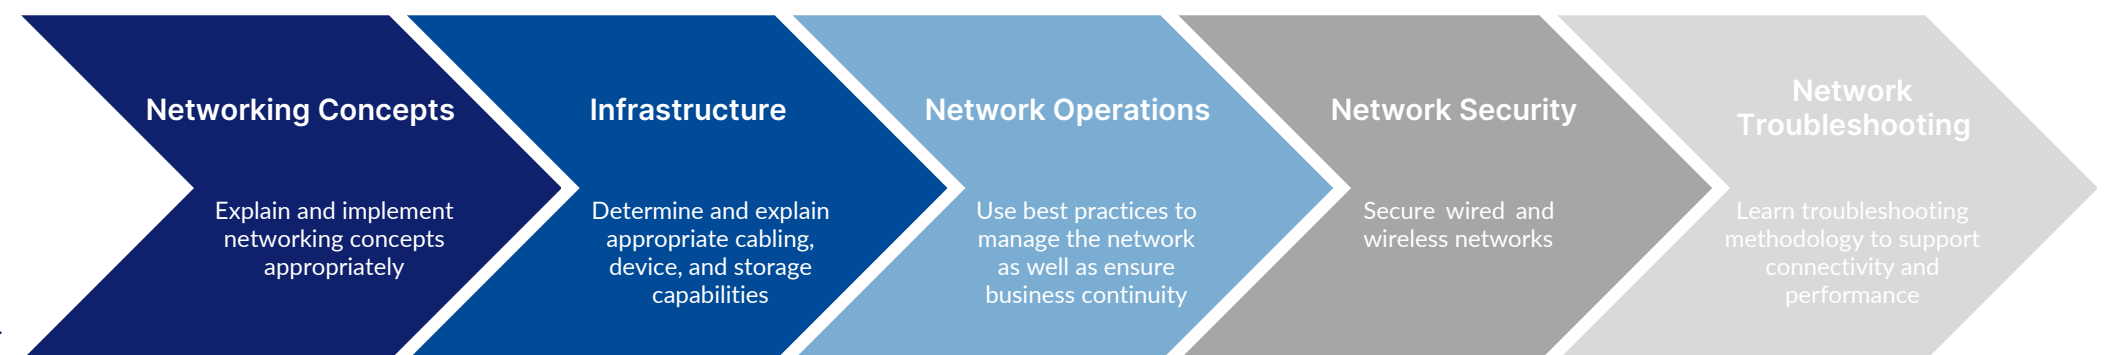 Networking Concepts
Explain and implement
networking concepts
appropriately
Infrastructure
Determine and explain
appropriate cabling,
device, and storage
capabilities
Network Operations
Use best practices to
manage the network
as well as ensure
business continuity
Network Security
Secure wired and
wireless networks
Network
Troubleshooting
Learn troubleshooting
methodology to support
connectivity and
performance